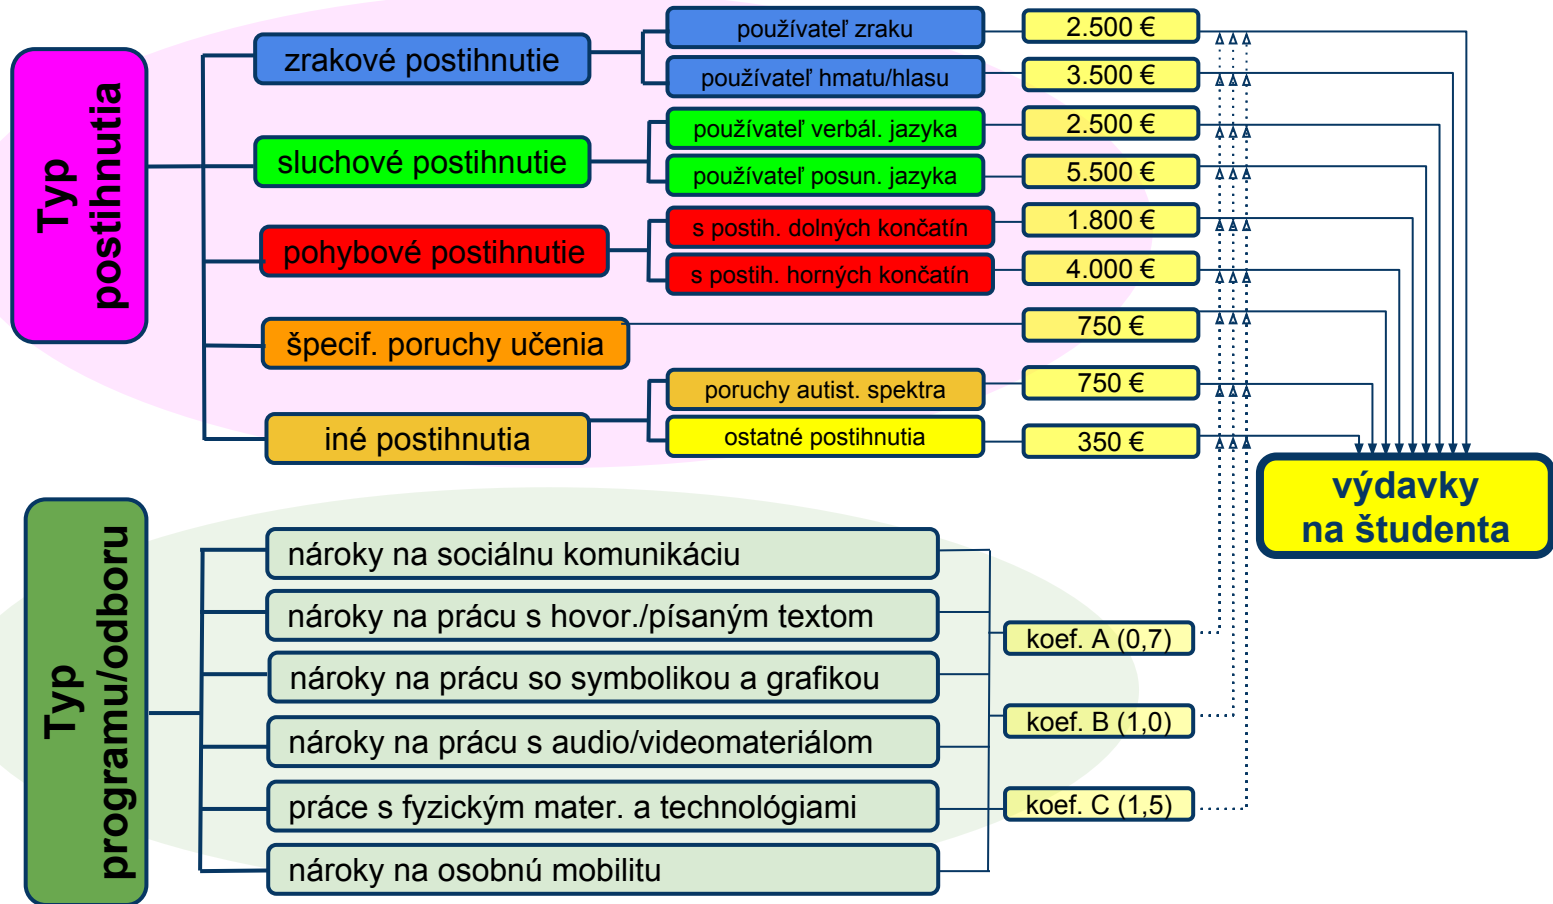 Typ
postihnutia
zrakové postihnutie
používateľ zraku
2.500 €
používateľ hmatu/hlasu
3.500 €
sluchové postihnutie
používateľ verbál. jazyka
2.500 €
používateľ posun. jazyka
5.500 €
pohybové postihnutie
s postih. dolných končatín
1.800 €
s postih. horných končatín
4.000 €
špecif. poruchy učenia
750 €
iné postihnutia
poruchy autist. spektra
750 €
ostatné postihnutia
350 €
výdavky
na študenta
Typ
programu/odboru
nároky na sociálnu komunikáciu
nároky na prácu s hovor./písaným textom
nároky na prácu so symbolikou a grafikou
nároky na prácu s audio/videomateriálom
práce s fyzickým mater. a technológiami
nároky na osobnú mobilitu
koef. A (0,7)
koef. B (1,0)
koef. C (1,5)